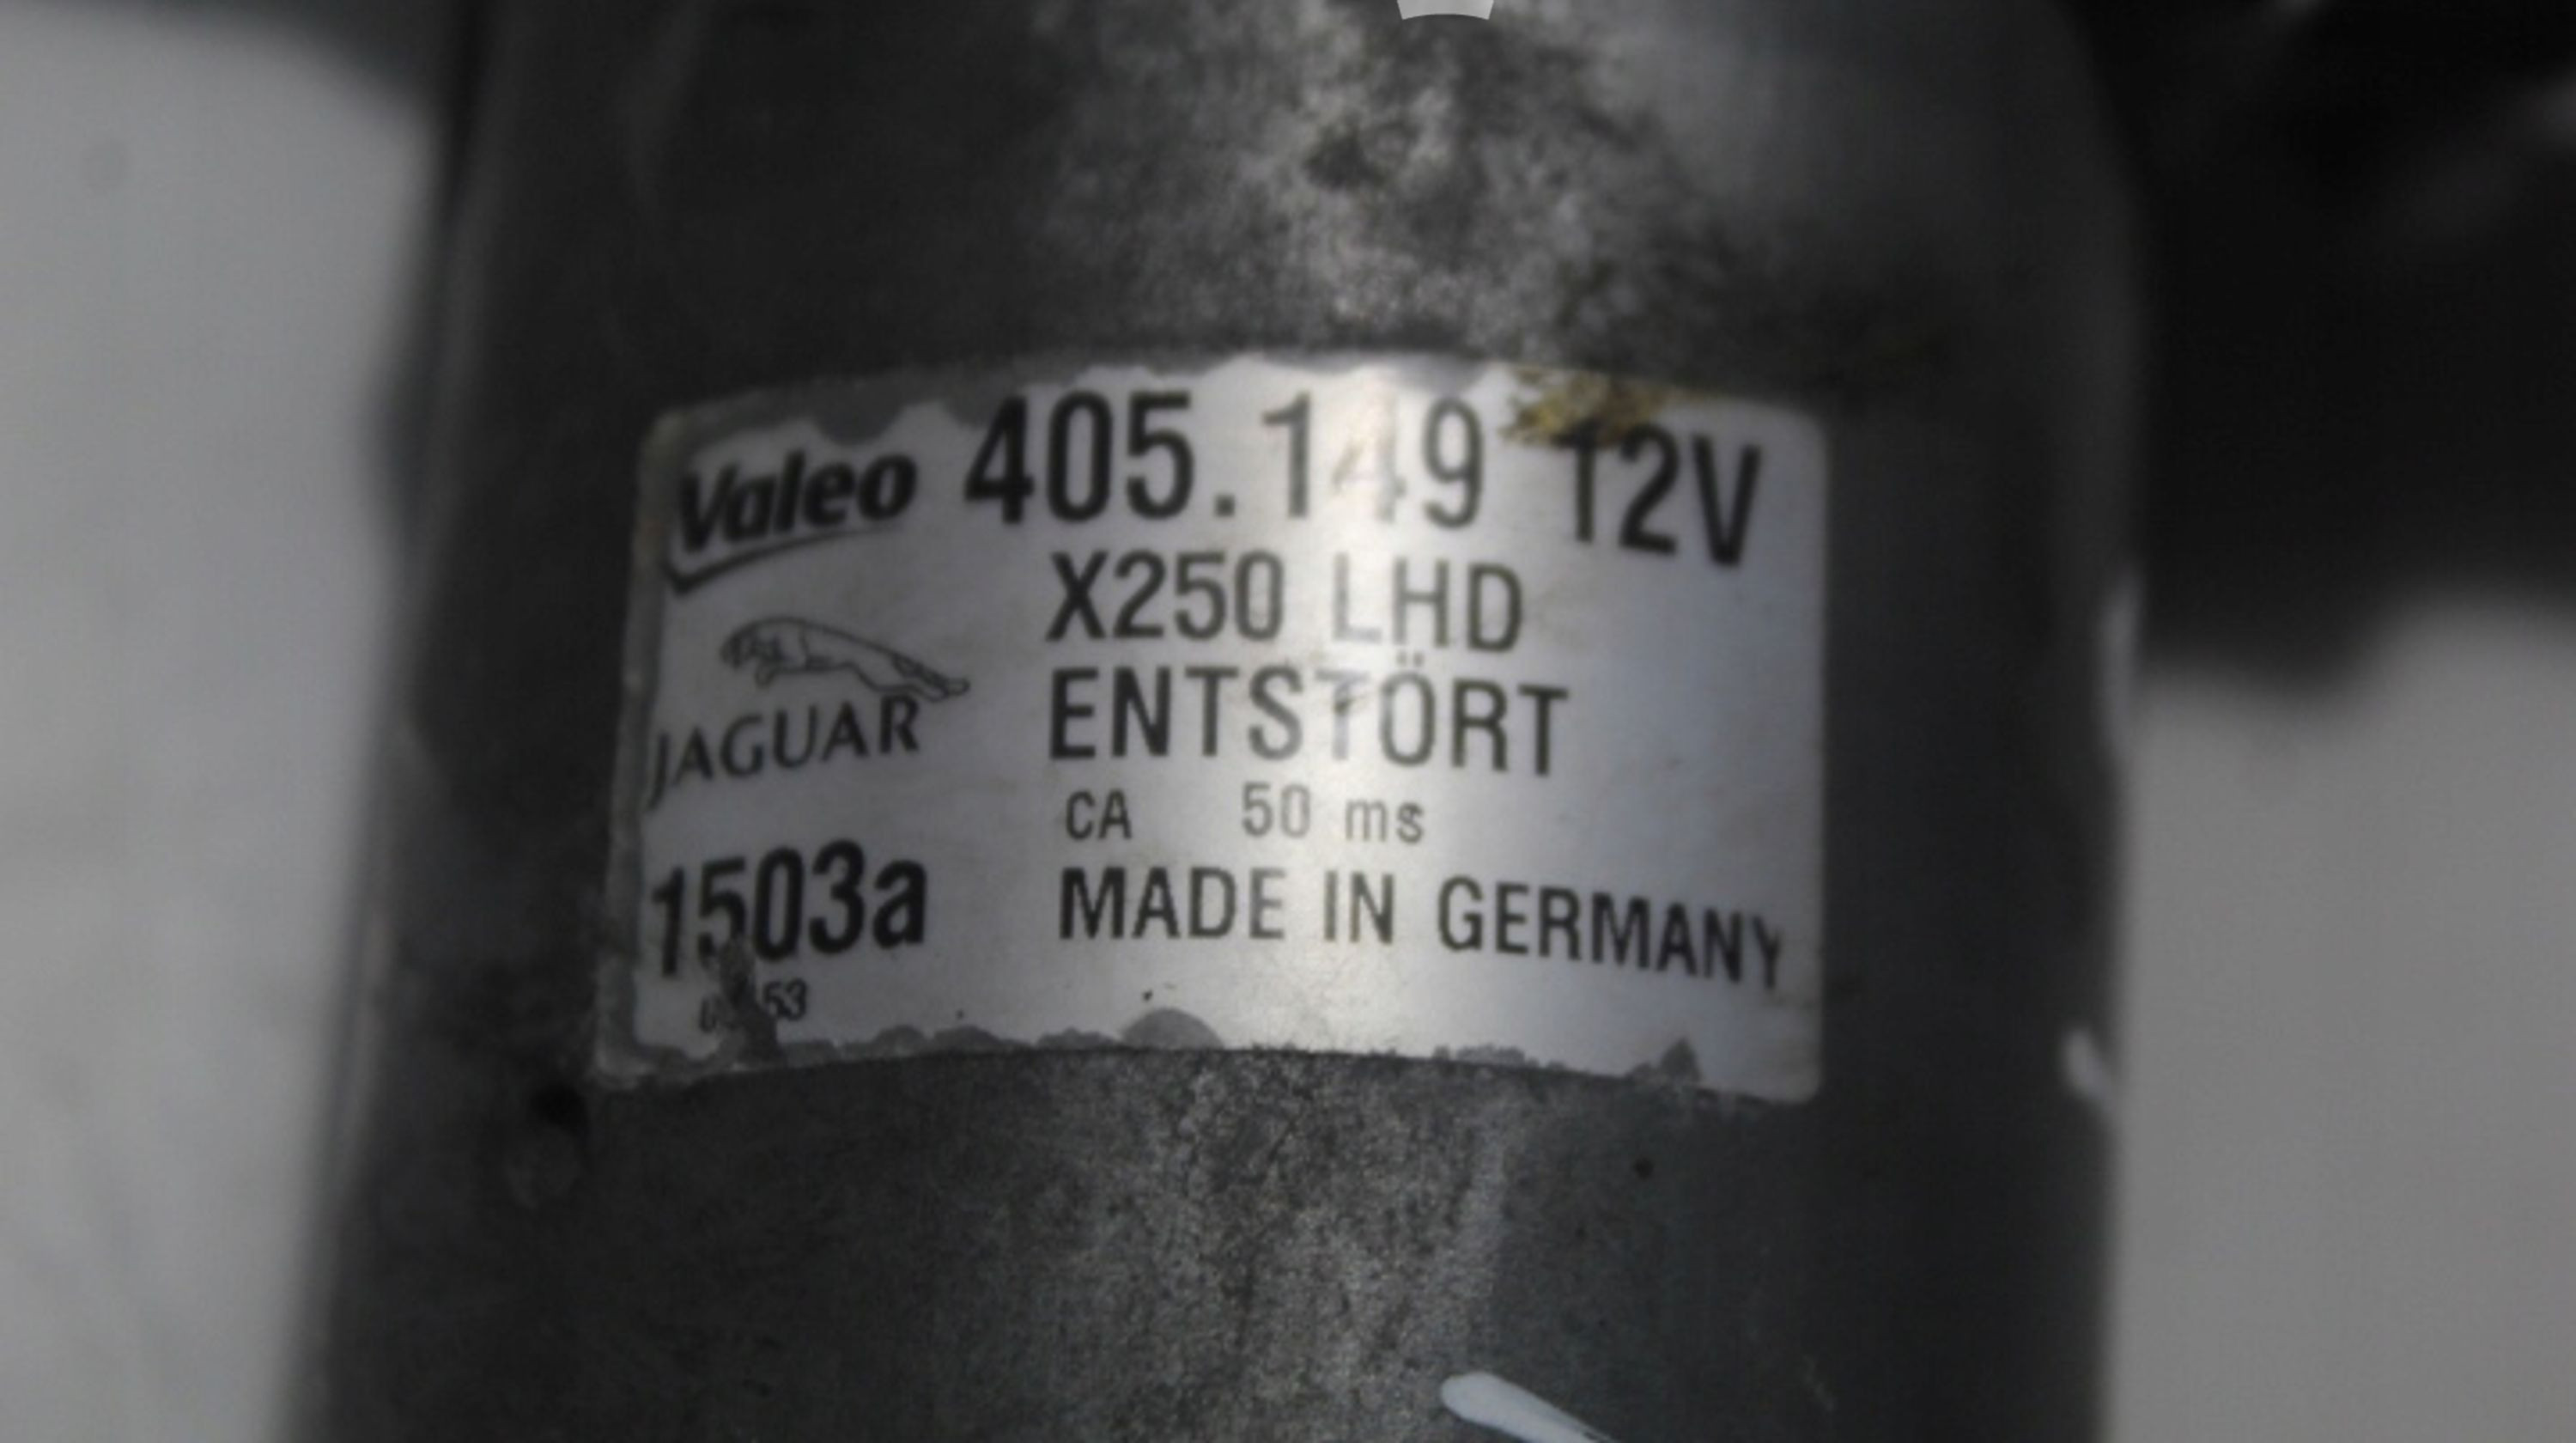 Valeo 405.149 12V
X250 LHD
ENTSTÖRT
JAGUAR
CA 50 ms
1503a MADE IN GERMANY